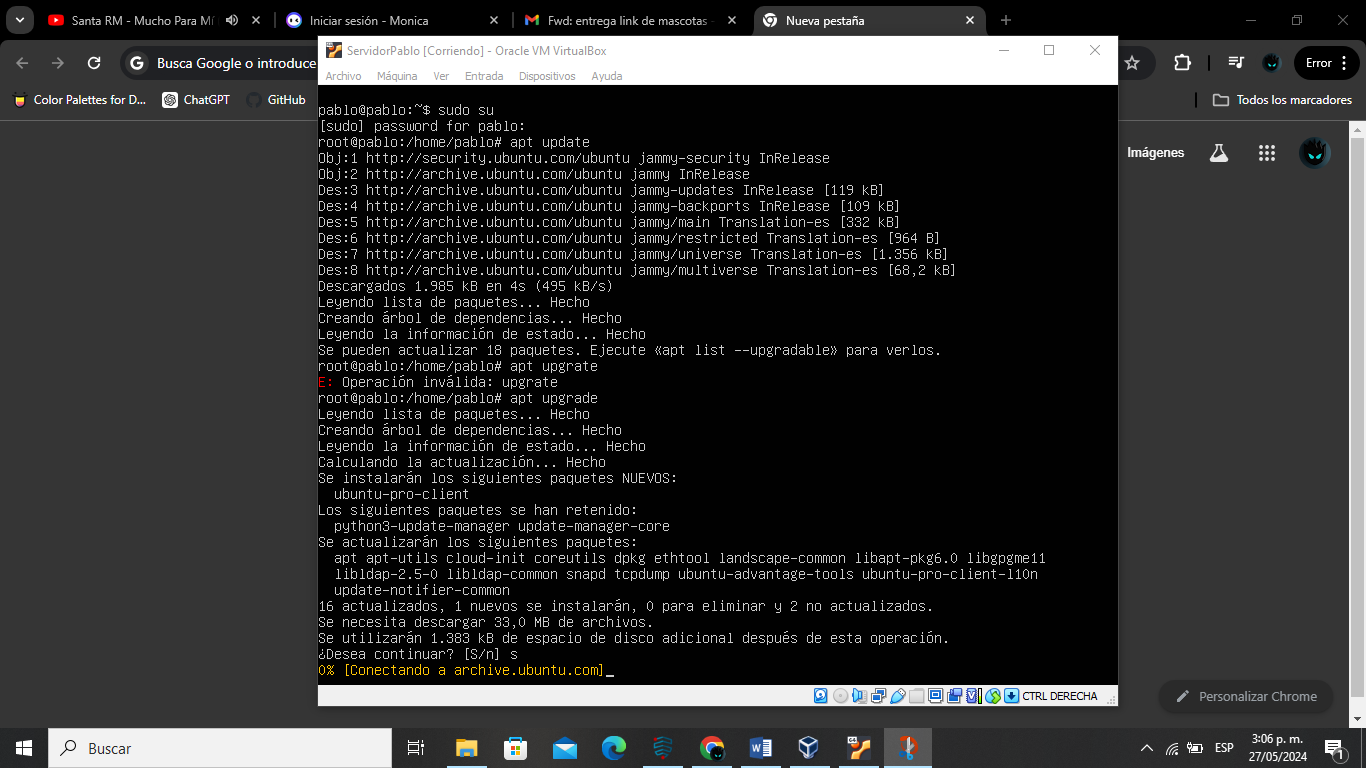 Santa RM - Mucho Para Mí
Iniciar sesión - Monica
Fwd: entrega link de mascotas -
Nueva pestaña
Busca Google o introduce
Error
Color Palettes for D...
ChatGPT
GitHub
Todos los marcadores
Imágenes
ServidorPablo [Corriendo] - Oracle VM VirtualBox
Archivo Máquina Ver Entrada Dispositivos Ayuda
pablo@pablo:~$ sudo su
[sudo] password for pablo:
root@pablo:/home/pablo# apt update
Obj:1 http://security.ubuntu.com/ubuntu jammy-security InRelease
Obj:2 http://archive.ubuntu.com/ubuntu jammy InRelease
Des:3 http://archive.ubuntu.com/ubuntu jammy-updates InRelease [119 kB]
Des:4 http://archive.ubuntu.com/ubuntu jammy-backports InRelease [109 kB]
Des:5 http://archive.ubuntu.com/ubuntu jammy/main Translation-es [332 kB]
Des:6 http://archive.ubuntu.com/ubuntu jammy/restricted Translation-es [964 B]
Des:7 http://archive.ubuntu.com/ubuntu jammy/universe Translation-es [1.356 kB]
Des:8 http://archive.ubuntu.com/ubuntu jammy/multiverse Translation-es [68,2 kB]
Descargados 1.985 kB en 4s (495 kB/s)
Leyendo lista de paquetes... Hecho
Creando árbol de dependencias... Hecho
Leyendo la información de estado... Hecho
Se pueden actualizar 18 paquetes. Ejecute «apt list --upgradable» para verlos.
root@pablo:/home/pablo# apt upgrate
E: Operación inválida: upgrate
root@pablo:/home/pablo# apt upgrade
Leyendo lista de paquetes... Hecho
Creando árbol de dependencias... Hecho
Leyendo la información de estado... Hecho
Calculando la actualización... Hecho
Se instalarán los siguientes paquetes NUEVOS:
ubuntu-pro-client
Los siguientes paquetes se han retenido:
python3-update-manager update-manager-core
Se actualizarán los siguientes paquetes:
apt apt-utils cloud-init coreutils dpkg ethtool landscape-common libapt-pkg6.0 libgpgme11
libldap-2.5-0 libldap-common snapd tcpdump ubuntu-advantage-tools ubuntu-pro-client-l10n
update-notifier-common
16 actualizados, 1 nuevos se instalarán, 0 para eliminar y 2 no actualizados.
Se necesita descargar 33,0 MB de archivos.
Se utilizarán 1.383 kB de espacio de disco adicional después de esta operación.
¿Desea continuar? [S/n] s
0% [Conectando a archive.ubuntu.com]
CTRL DERECHA
Personalizar Chrome
Buscar
ESP
3:06 p. m.
27/05/2024
1